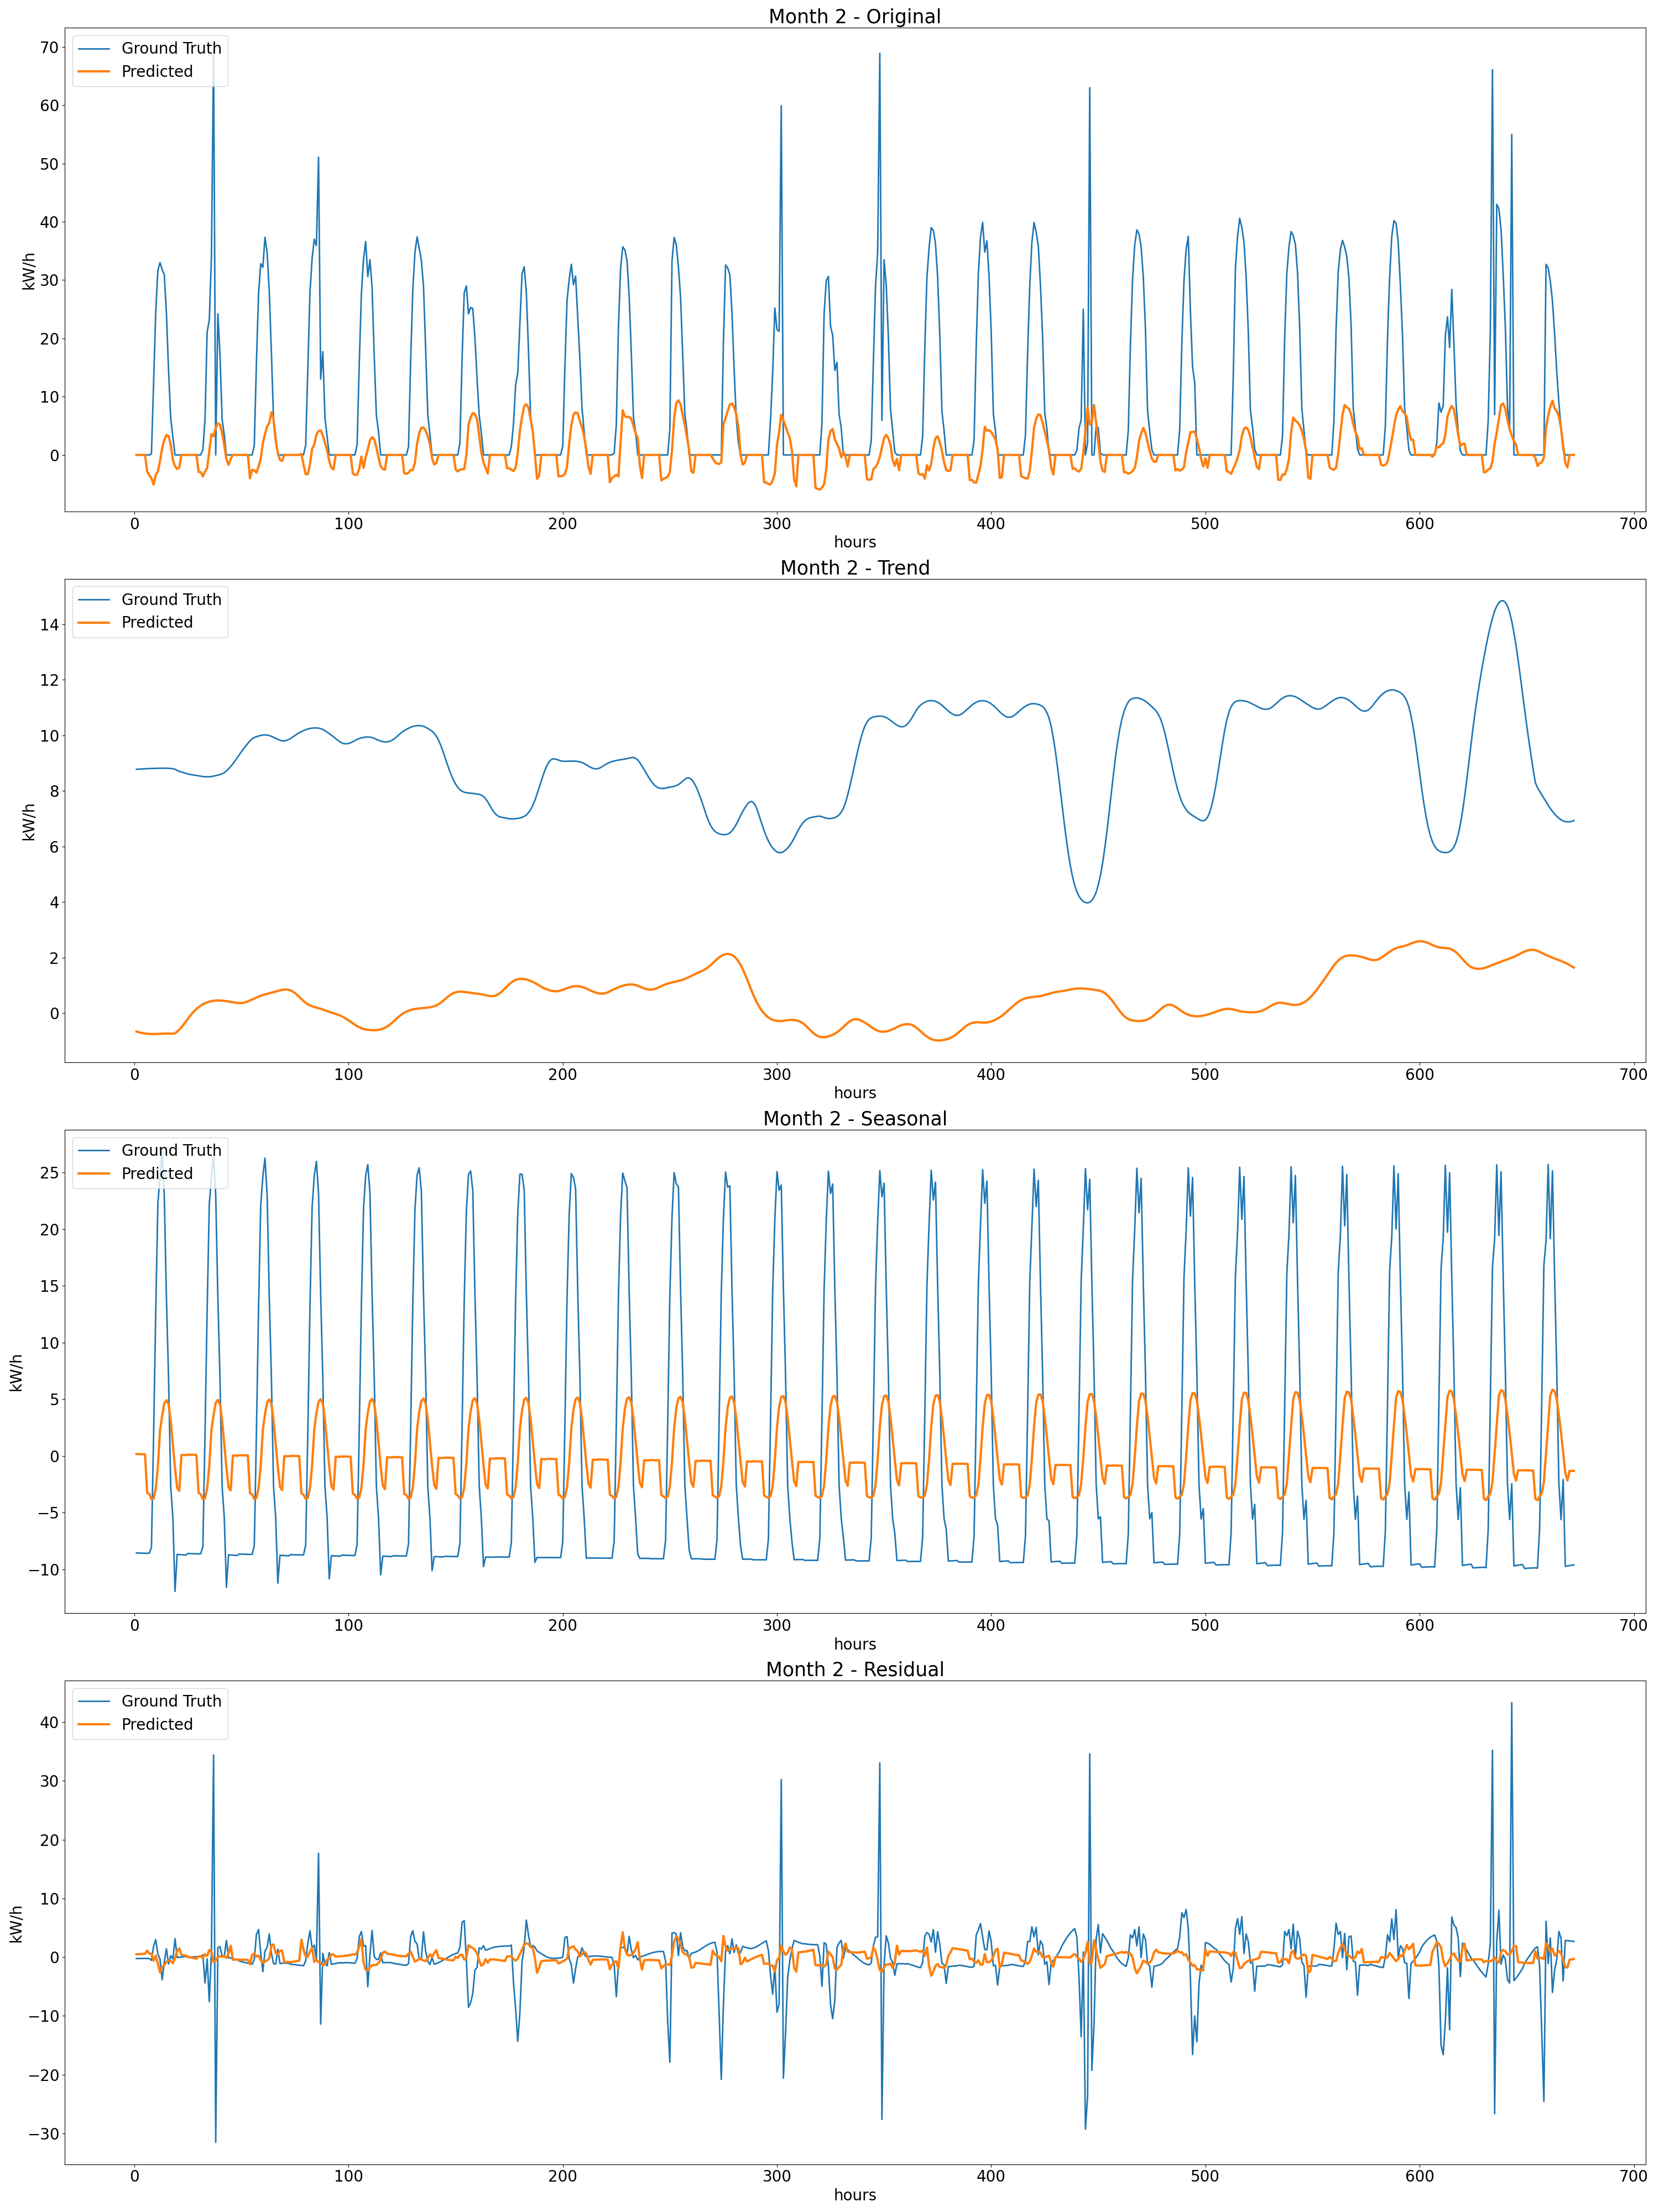 Month 2 - Original
Ground Truth
Predicted
70
60
50
40
30
20
10
0
kW/h
0 100 200 300 400 500 600 700
hours
Month 2 - Trend
Ground Truth
Predicted
14
12
10
8
6
4
2
0
kW/h
0 100 200 300 400 500 600 700
hours
Month 2 - Seasonal
Ground Truth
Predicted
25
20
15
10
5
0
−5
−10
kW/h
0 100 200 300 400 500 600 700
hours
Month 2 - Residual
Ground Truth
Predicted
40
30
20
10
0
−10
−20
−30
kW/h
0 100 200 300 400 500 600 700
hours